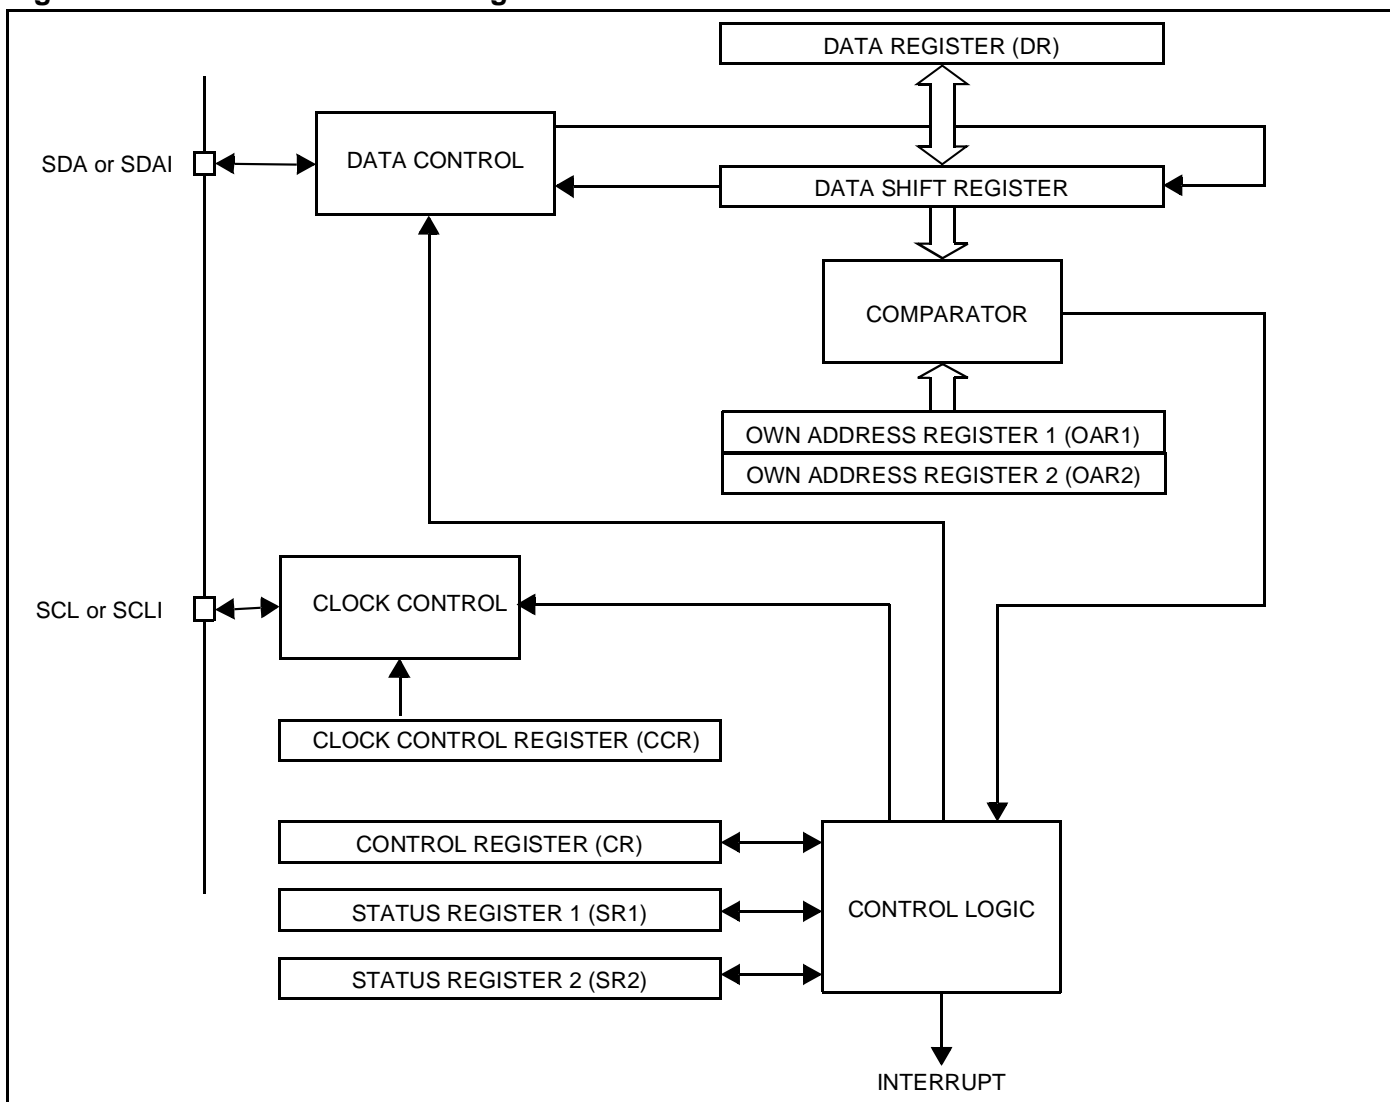 DATA REGISTER (DR)
SDA or SDAI
DATA CONTROL
DATA SHIFT REGISTER
COMPARATOR
OWN ADDRESS REGISTER 1 (OAR1)
OWN ADDRESS REGISTER 2 (OAR2)
SCL or SCLI
CLOCK CONTROL
CLOCK CONTROL REGISTER (CCR)
CONTROL REGISTER (CR)
STATUS REGISTER 1 (SR1)
CONTROL LOGIC
STATUS REGISTER 2 (SR2)
INTERRUPT